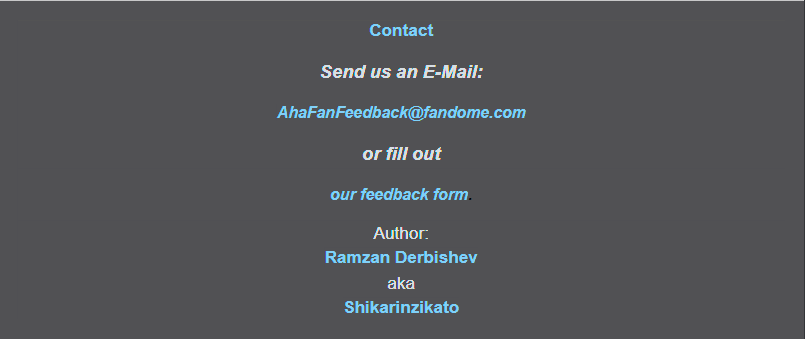 Contact
Send us an E-Mail:
AhaFanFeedback@fandome.com
or fill out
our feedback form.
Author:
Ramzan Derbishev
aka
Shikarinzikato